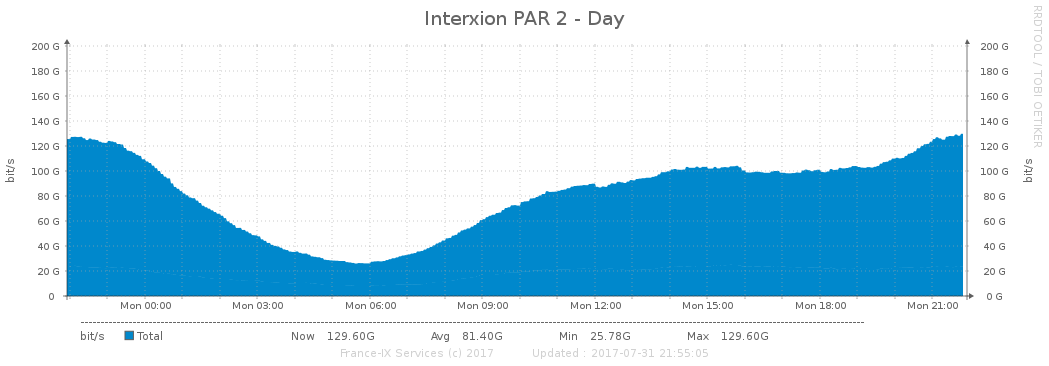 Interxion PAR 2 - Day
RRDTOOL / TOBI OETIKER
bit/s
200 G 200 G
180 G 180 G
160 G 160 G
140 G 140 G
120 G 120 G
100 G 100 G
80 G 80 G
60 G 60 G
40 G 40 G
20 G 20 G
0 0 G
bit/s
Mon 00:00 Mon 03:00 Mon 06:00 Mon 09:00 Mon 12:00 Mon 15:00 Mon 18:00 Mon 21:00
bit/s Total Now 129.60G Avg 81.40G Min 25.78G Max 129.60G
France-IX Services (c) 2017 Updated : 2017-07-31 21:55:05